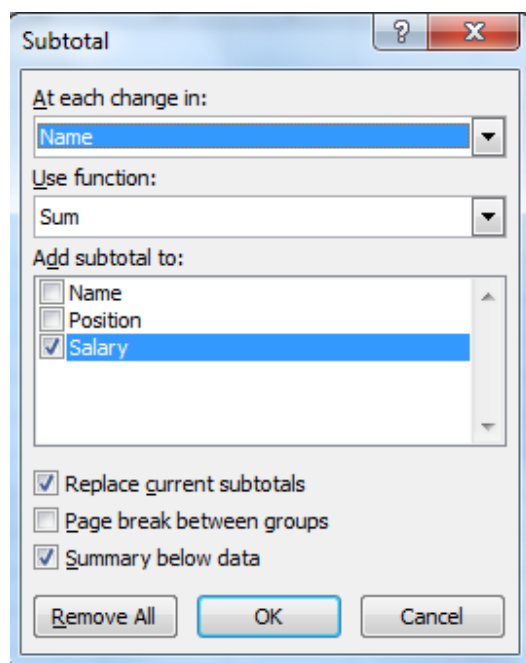 Subtotal
?
At each change in:
Name
Use function:
Sum
Add subtotal to:
Name
Position
Salary
Replace current subtotals
Page break between groups
Summary below data
Remove All OK Cancel